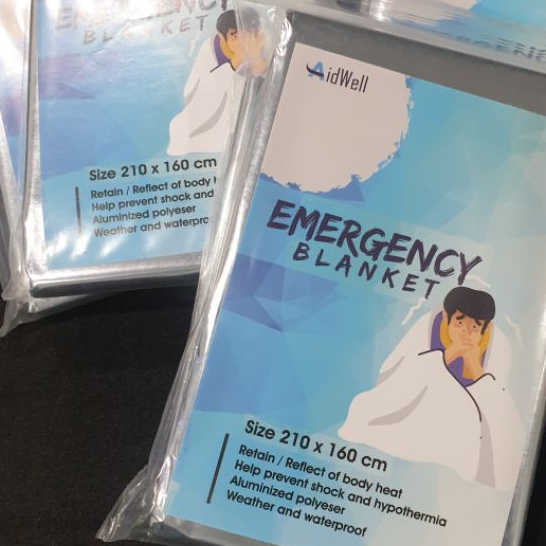 EMERGENCY
BLANKET
Size 210 x 160 cm
Retain / Reflect of body
Help prevent shock and
Aluminized polyeser
Weather and
AidWell
EMERGENCY
BLANKET
Size 210 x 160 cm
Retain / Reflect of body heat
Help prevent shock and hypothermia
Aluminized polyeser
Weather and waterproof